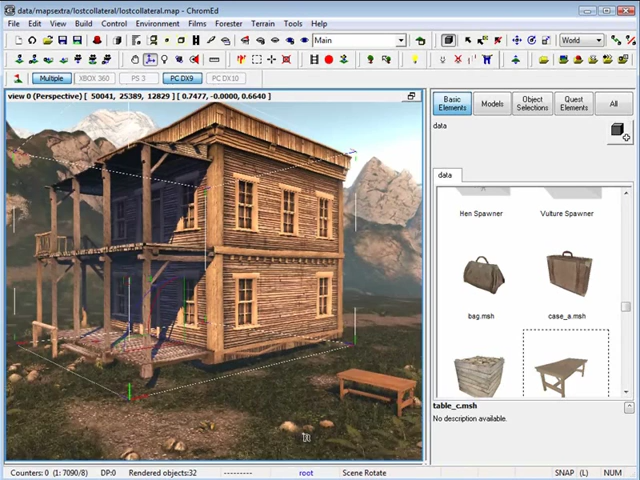 data/mapsextra/lostcollateral/lostcollateral.map - ChromEd
File Edit View Build Control Environment Films Forester Terrain Tools Help
Main World
Multiple XBOX 360 PS 3 PC DX9 PC DX10
view 0 (Perspective) [ 50041, 25389, 12829 ] [ 0.7477, -0.0000, 0.6640 ]
Basic Elements Models Object Selections Quest Elements All
data
data
Hen Spawner Vulture Spawner
bag.msh case_a.msh
table_c.msh
No description available.
Counters: 0 (1: 7090/8) DP:0 Rendered objects:32 --------- root Scene Rotate SNAP (L) NUM